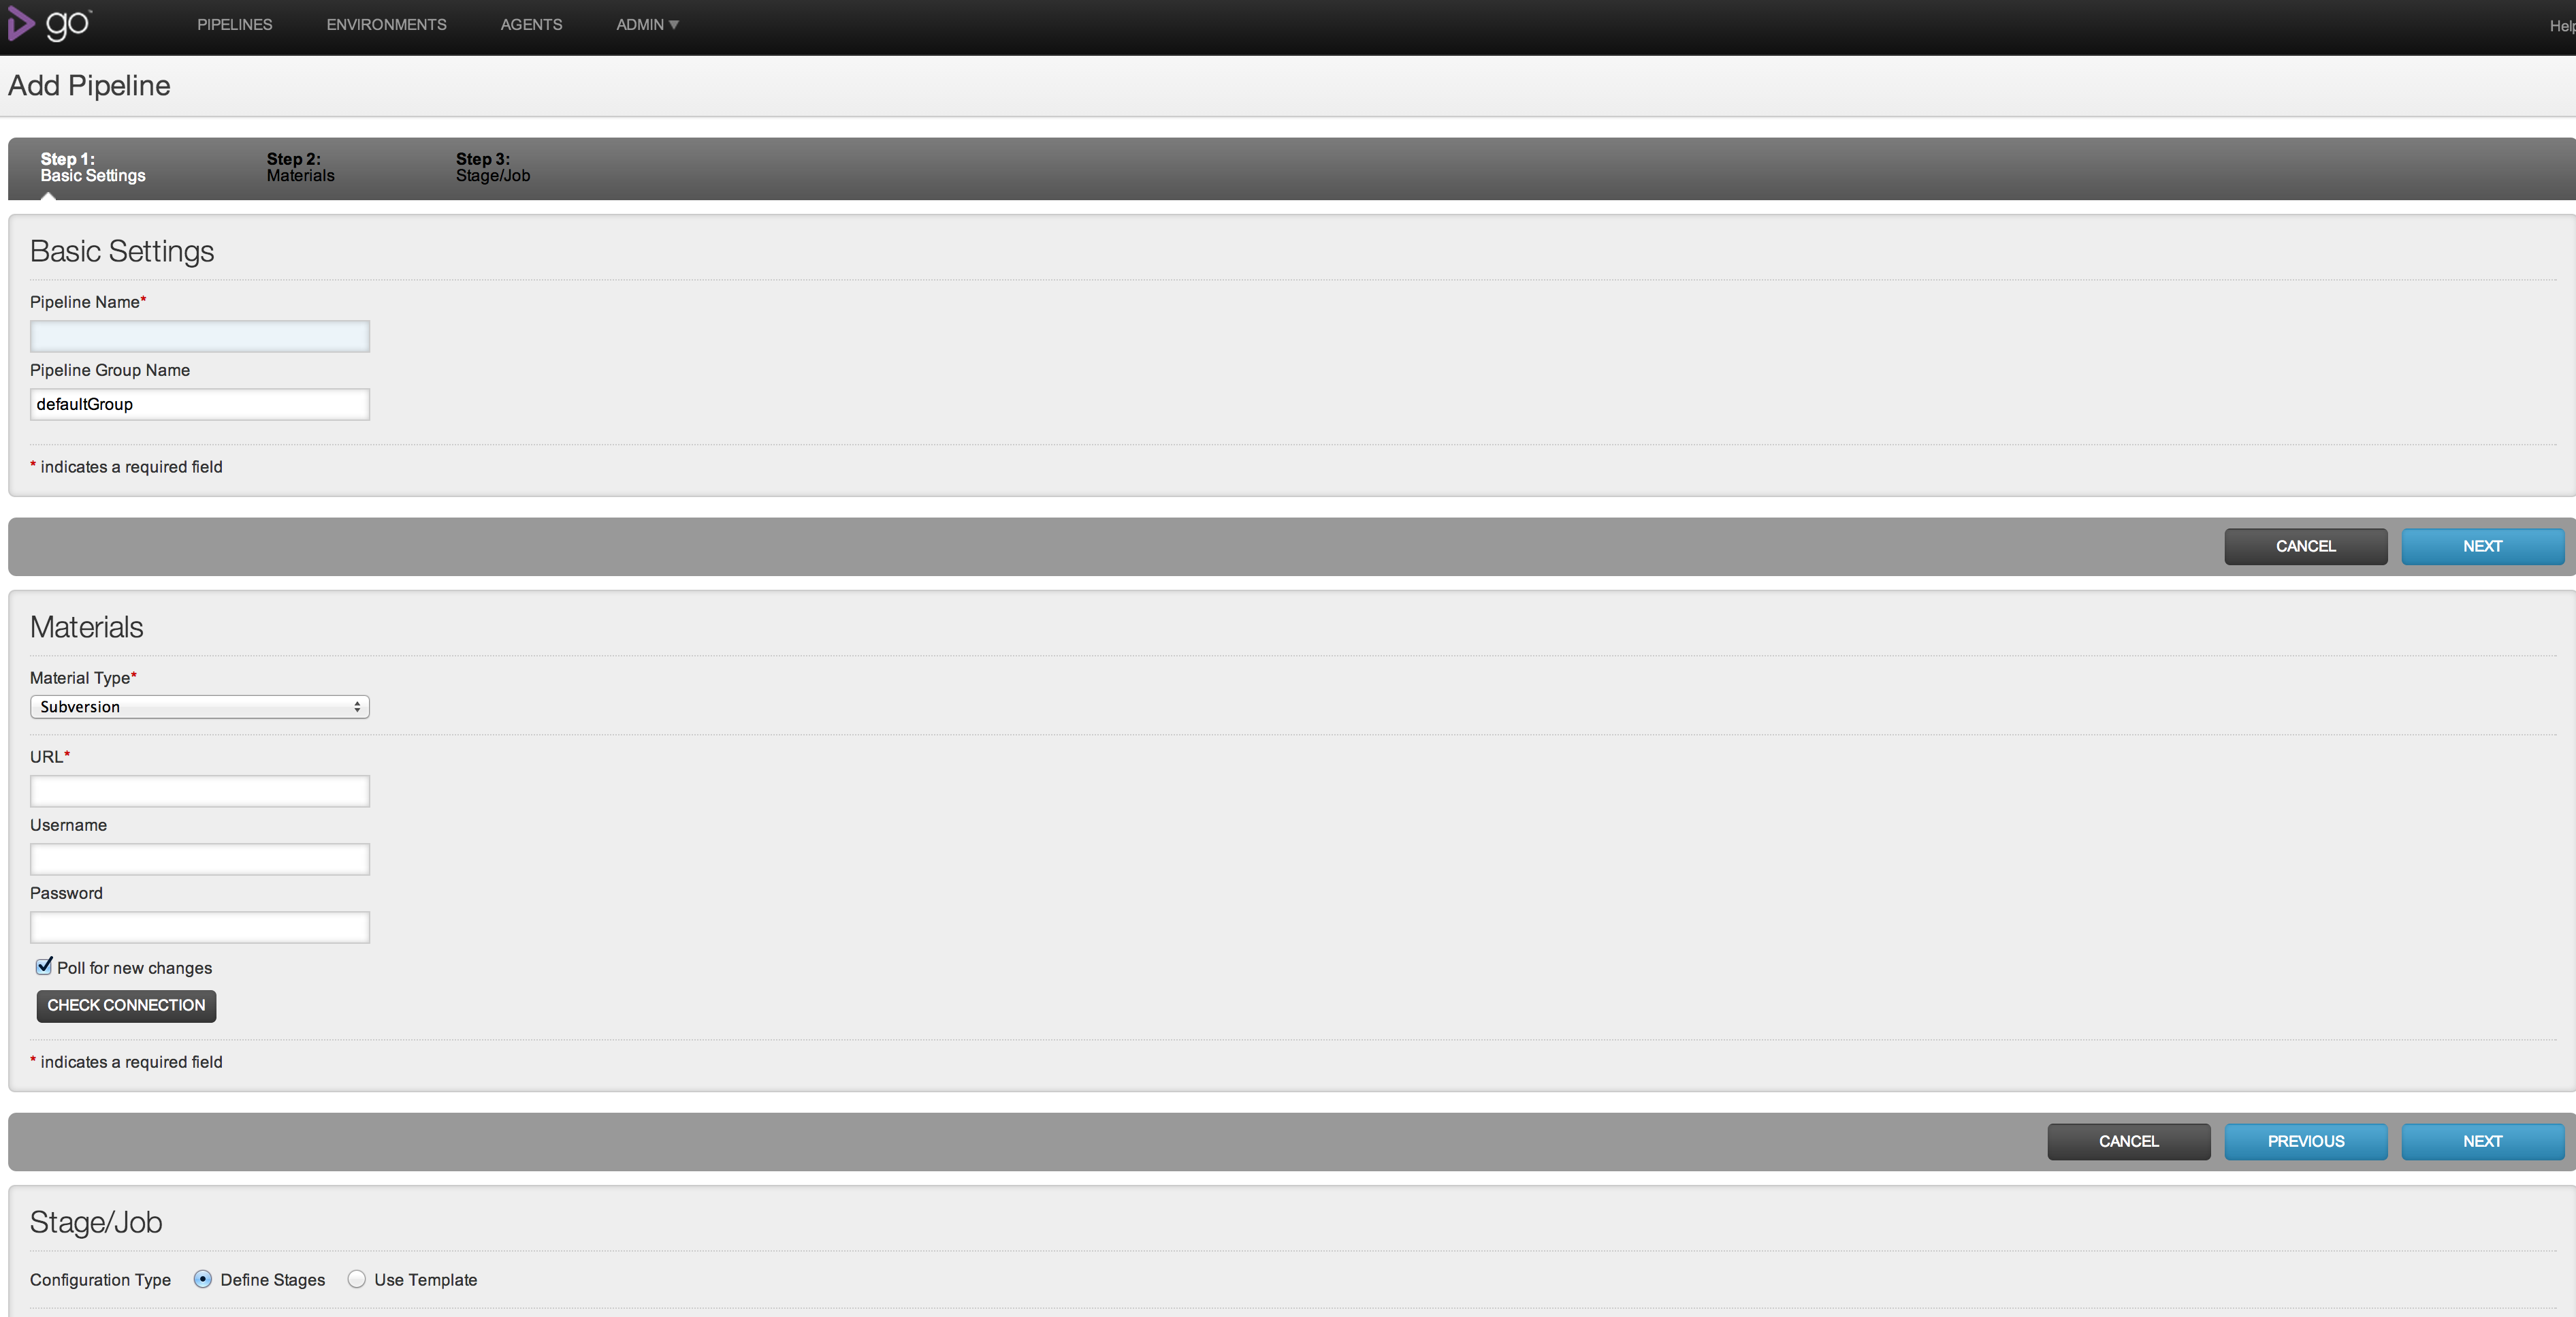 go™
PIPELINES ENVIRONMENTS AGENTS ADMIN ▼
Help
Add Pipeline
Step 1: Step 2: Step 3:
Basic Settings Materials Stage/Job
Basic Settings
Pipeline Name*
Pipeline Group Name
defaultGroup
* indicates a required field
CANCEL NEXT
Materials
Material Type*
Subversion
URL*
Username
Password
Poll for new changes
CHECK CONNECTION
* indicates a required field
CANCEL PREVIOUS NEXT
Stage/Job
Configuration Type Define Stages Use Template